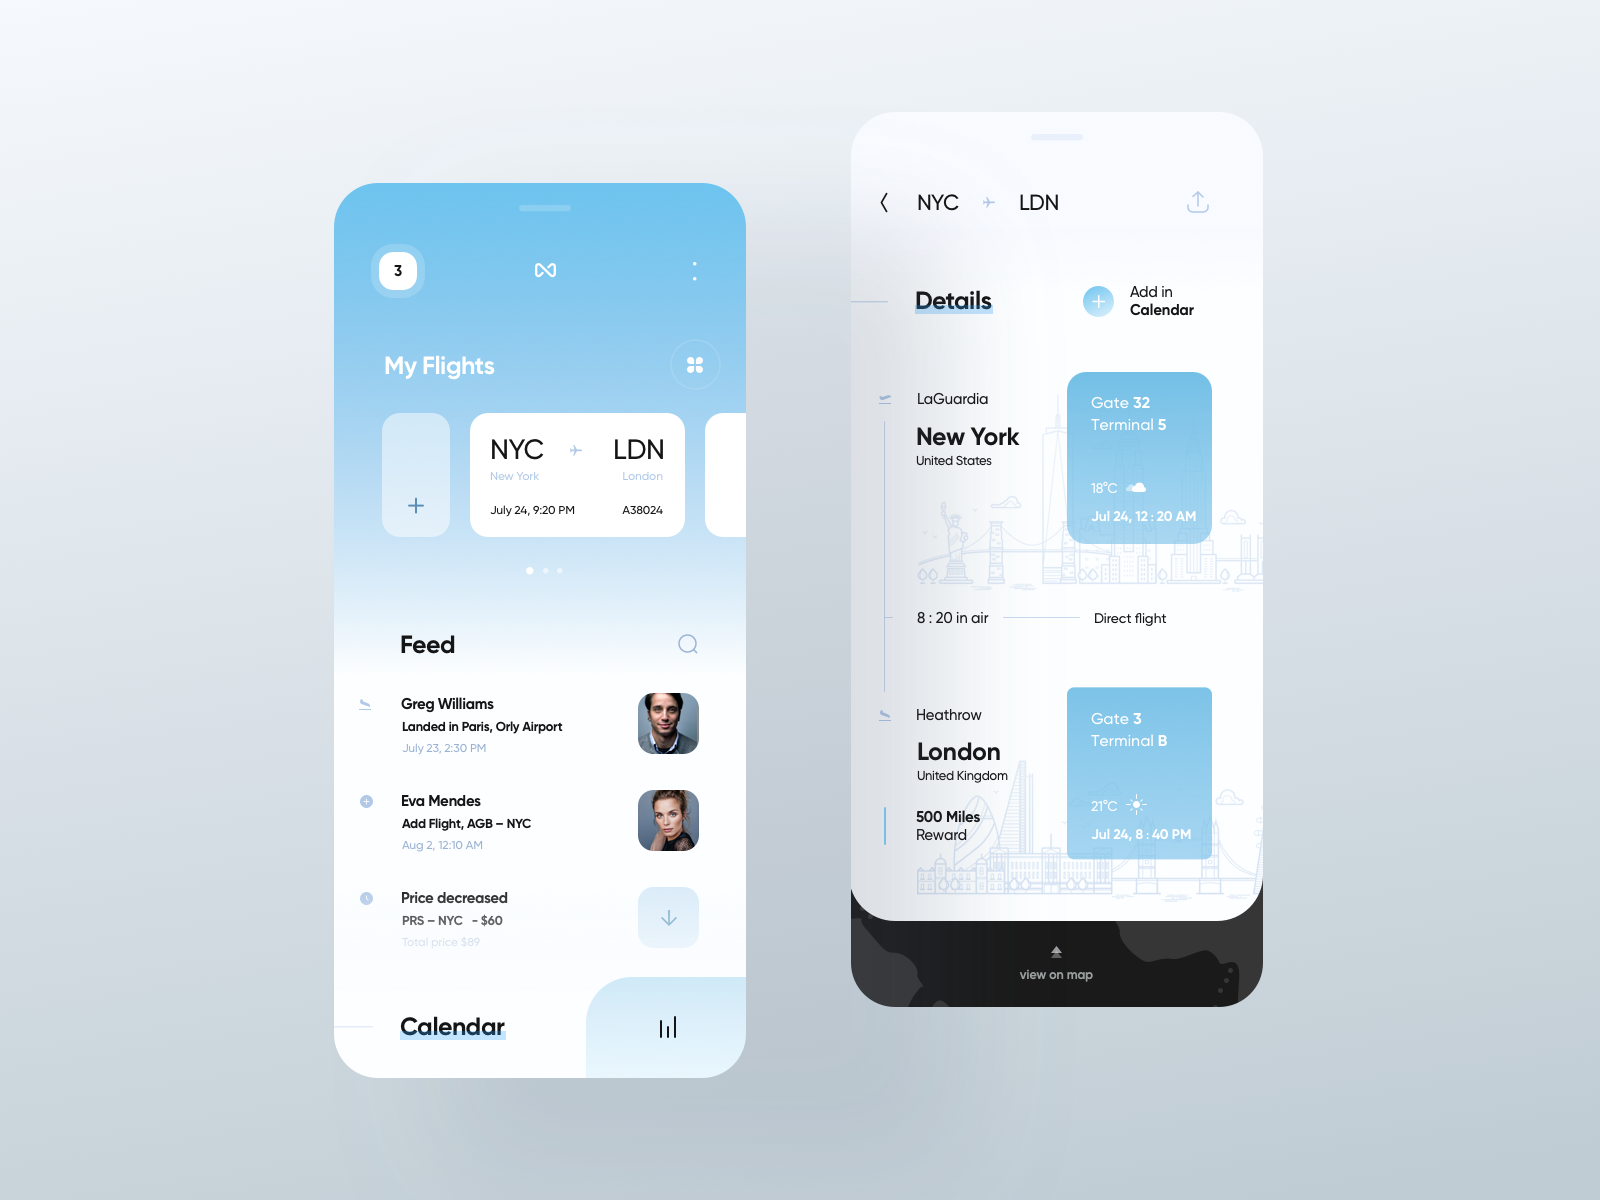 3
My Flights
NYC LDN
New York London
July 24, 9:20 PM A38024
Feed
Greg Williams
Landed in Paris, Orly Airport
July 23, 2:30 PM
Eva Mendes
Add Flight, AGB – NYC
Aug 2, 12:10 AM
Price decreased
PRS – NYC - $60
Total price $89
Calendar
NYC LDN
Details
Add in
Calendar
LaGuardia
New York
United States
Gate 32
Terminal 5
18°C
Jul 24, 12 : 20 AM
8 : 20 in air
Direct flight
Heathrow
London
United Kingdom
500 Miles
Reward
Gate 3
Terminal B
21°C
Jul 24, 8 : 40 PM
view on map